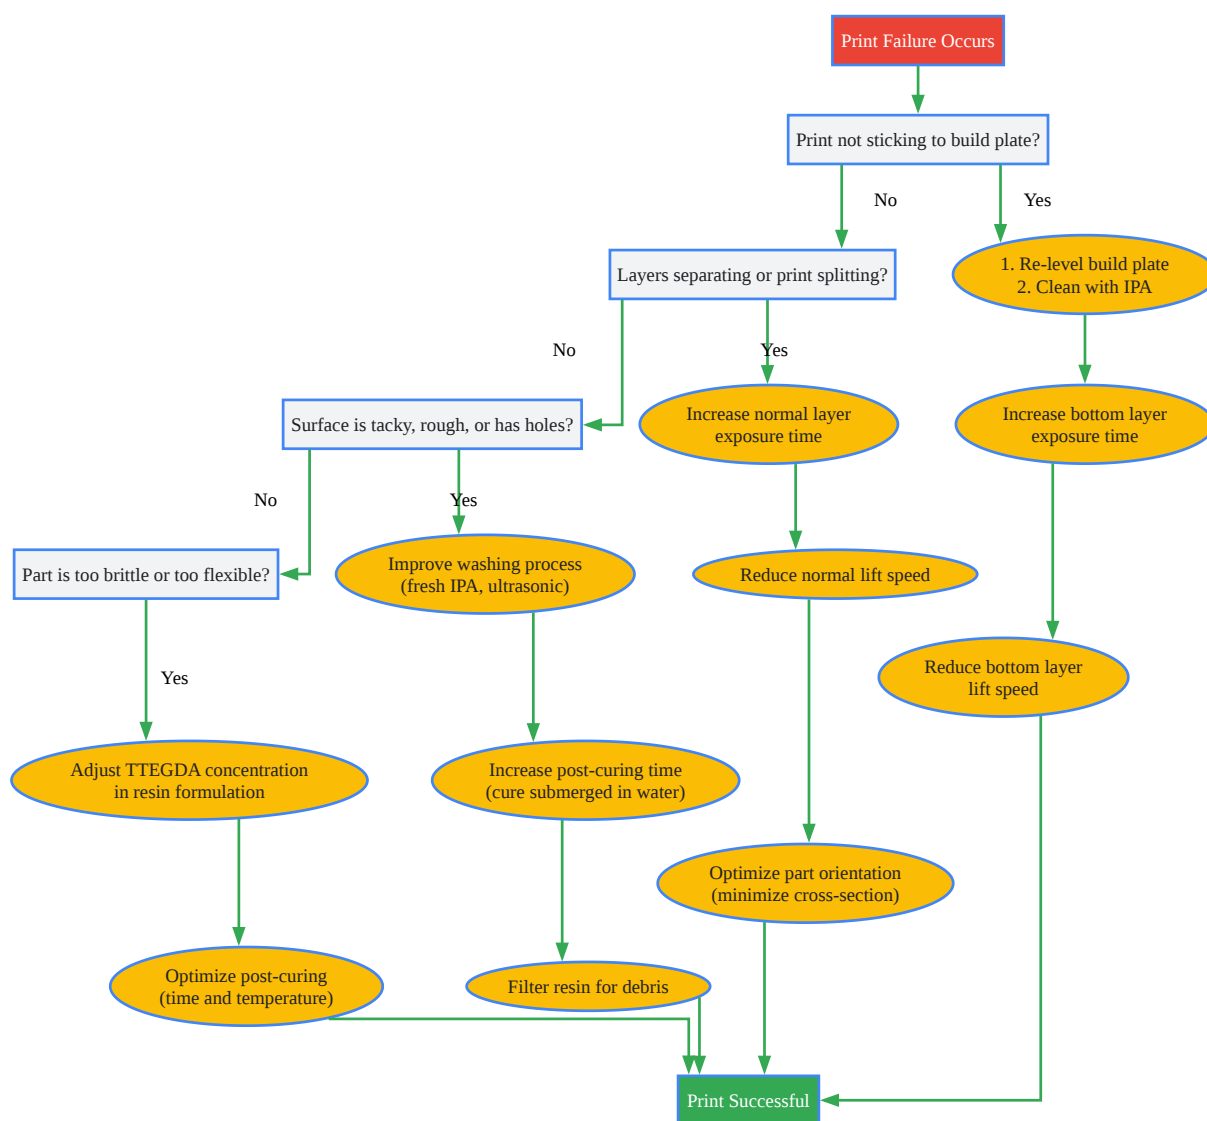 Print Failure Occurs
Print not sticking to build plate?
No
Yes
1. Re-level build plate
2. Clean with IPA
Layers separating or print splitting?
No
Yes
Increase normal layer
exposure time
Increase bottom layer
exposure time
Surface is tacky, rough, or has holes?
No
Yes
Improve washing process
(fresh IPA, ultrasonic)
Reduce normal lift speed
Part is too brittle or too flexible?
Yes
Reduce bottom layer
lift speed
Adjust TTEGDA concentration
in resin formulation
Increase post-curing time
(cure submerged in water)
Optimize part orientation
(minimize cross-section)
Optimize post-curing
(time and temperature)
Filter resin for debris
Print Successful